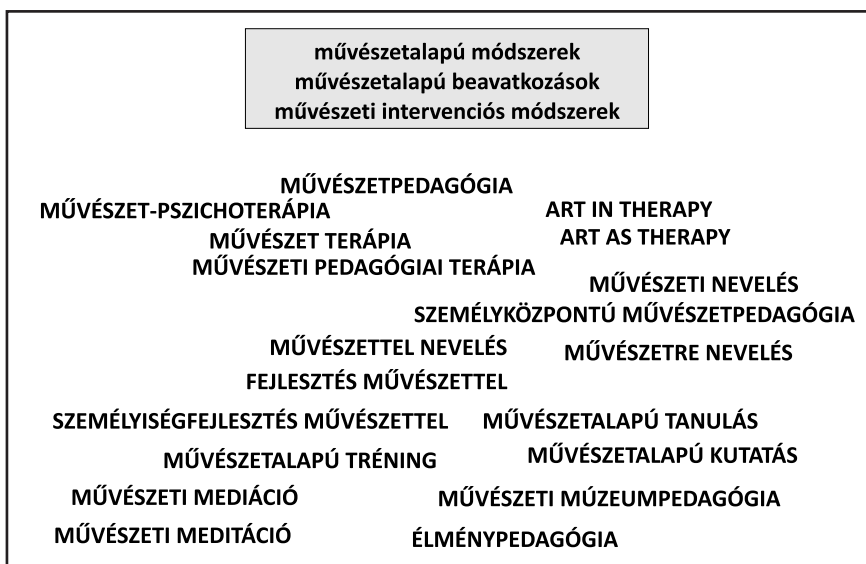 művészetalapú módszerek
művészetalapú beavatkozások
művészeti intervenciós módszerek
MŰVÉSZETPEDAGÓGIA
MŰVÉSZET-PSZICHOTERÁPIA
ART IN THERAPY
MŰVÉSZET TERÁPIA
ART AS THERAPY
MŰVÉSZETI PEDAGÓGIAI TERÁPIA
MŰVÉSZETI NEVELÉS
SZEMÉLYKÖZPONTÚ MŰVÉSZETPEDAGÓGIA
MŰVÉSZETTEL NEVELÉS
MŰVÉSZETRE NEVELÉS
FEJLESZTÉS MŰVÉSZETTEL
SZEMÉLYISÉGFEJLESZTÉS MŰVÉSZETTEL
MŰVÉSZETALAPÚ TANULÁS
MŰVÉSZETALAPÚ TRÉNING
MŰVÉSZETALAPÚ KUTATÁS
MŰVÉSZETI MEDIÁCIÓ
MŰVÉSZETI MÚZEUMPEDAGÓGIA
MŰVÉSZETI MEDITÁCIÓ
ÉLMÉNYPEDAGÓGIA